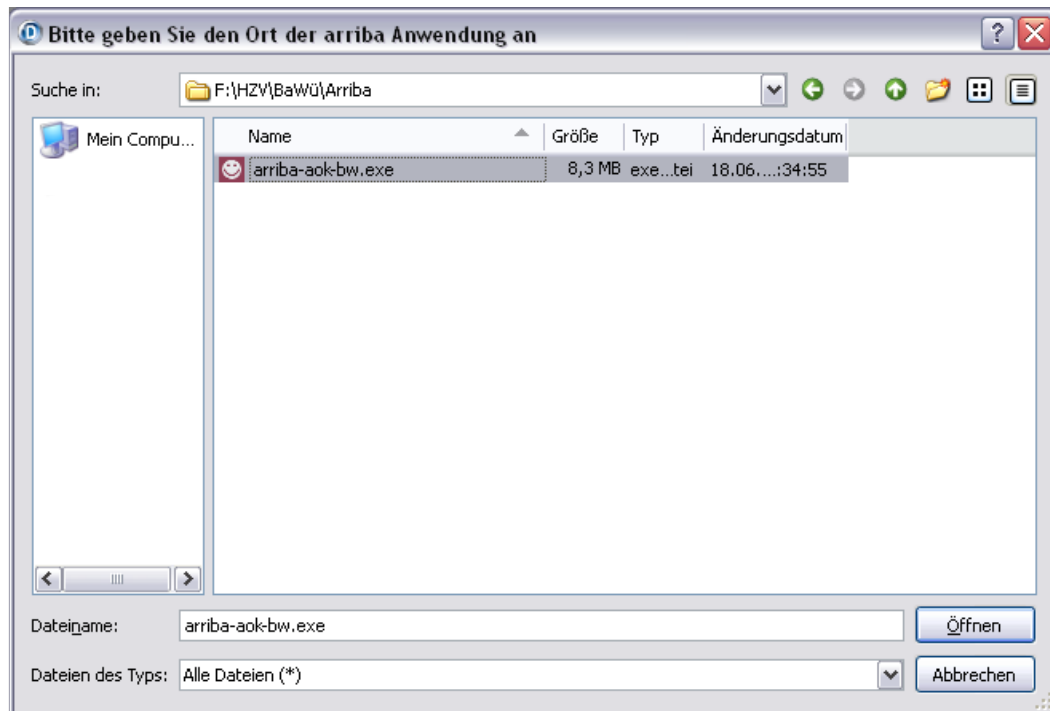 Bitte geben Sie den Ort der arriba Anwendung an
Suche in: F:\HZV\BaWü\Arriba
Mein Compu...
Name Größe Typ Änderungsdatum
arriba-aok-bw.exe 8,3 MB exe...tei 18.06....:34:55
Dateiname: arriba-aok-bw.exe Öffnen
Dateien des Typs: Alle Dateien (*) Abbrechen